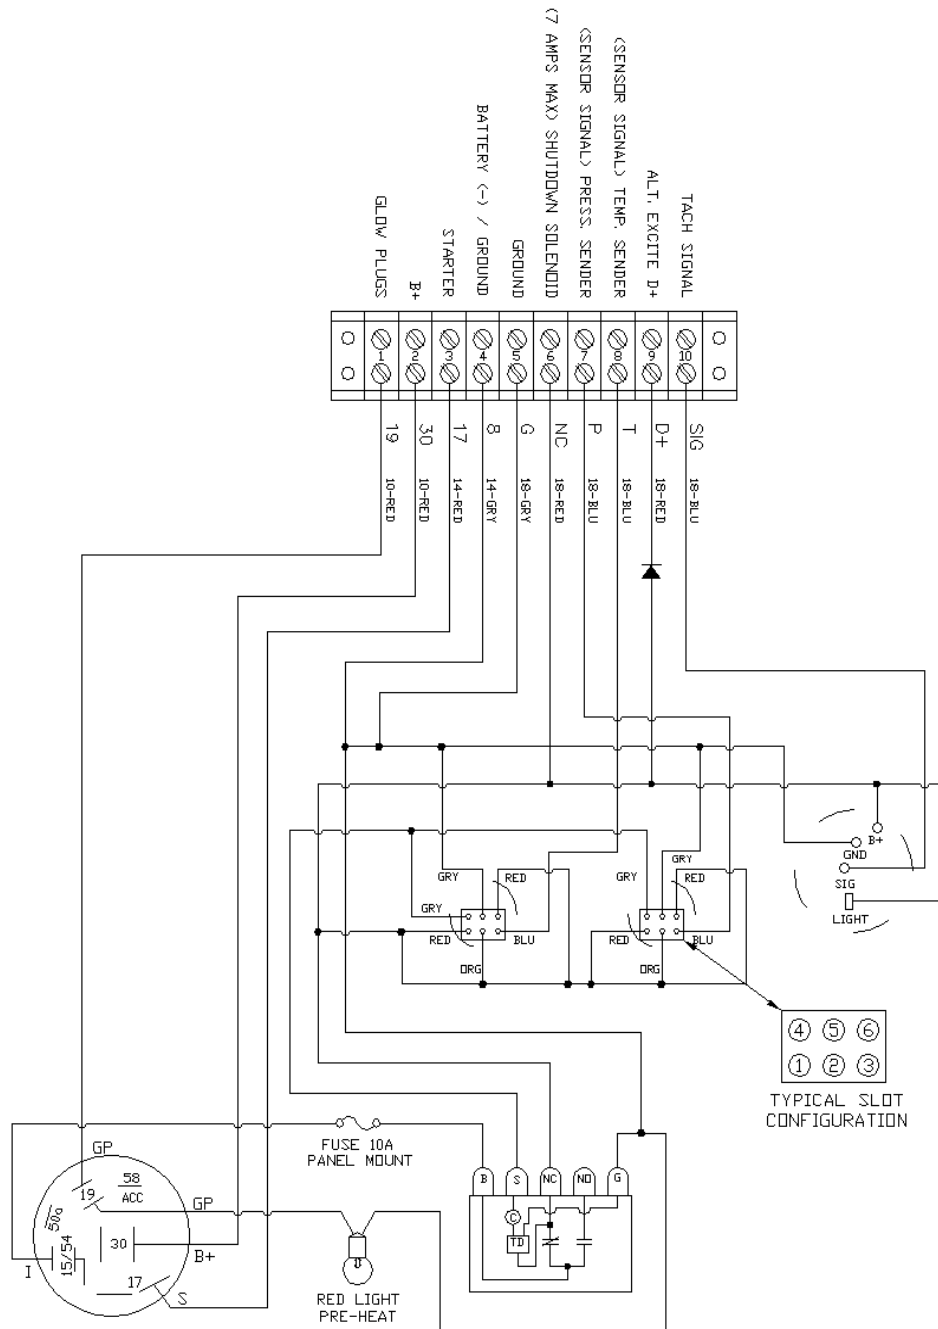 GLOW PLUGS
B+
STARTER
BATTERY (-) / GROUND
GROUND
(7 AMPS MAX) SHUTDOWN SOLENOID
(SENSOR SIGNAL) PRESS. SENDER
(SENSOR SIGNAL) TEMP. SENDER
ALT. EXCITE D+
TACH SIGNAL
1 2 3 4 5 6 7 8 9 10
19 30 17 8 G NC P T D+ SIG
10-RED 10-RED 14-RED 14-GRY 18-GRY 18-RED 18-BLU 18-BLU 18-RED 18-BLU
B+
GND
SIG
LIGHT
GRY RED
GRY
RED BLU
ORG
GRY
GRY RED
RED BLU
ORG
4 5 6
1 2 3
TYPICAL SLOT
CONFIGURATION
FUSE 10A
PANEL MOUNT
GP
19
58
ACC
GP
50a
15/54
30
B+
I
17
S
RED LIGHT
PRE-HEAT
B S NC NO G
C
TD